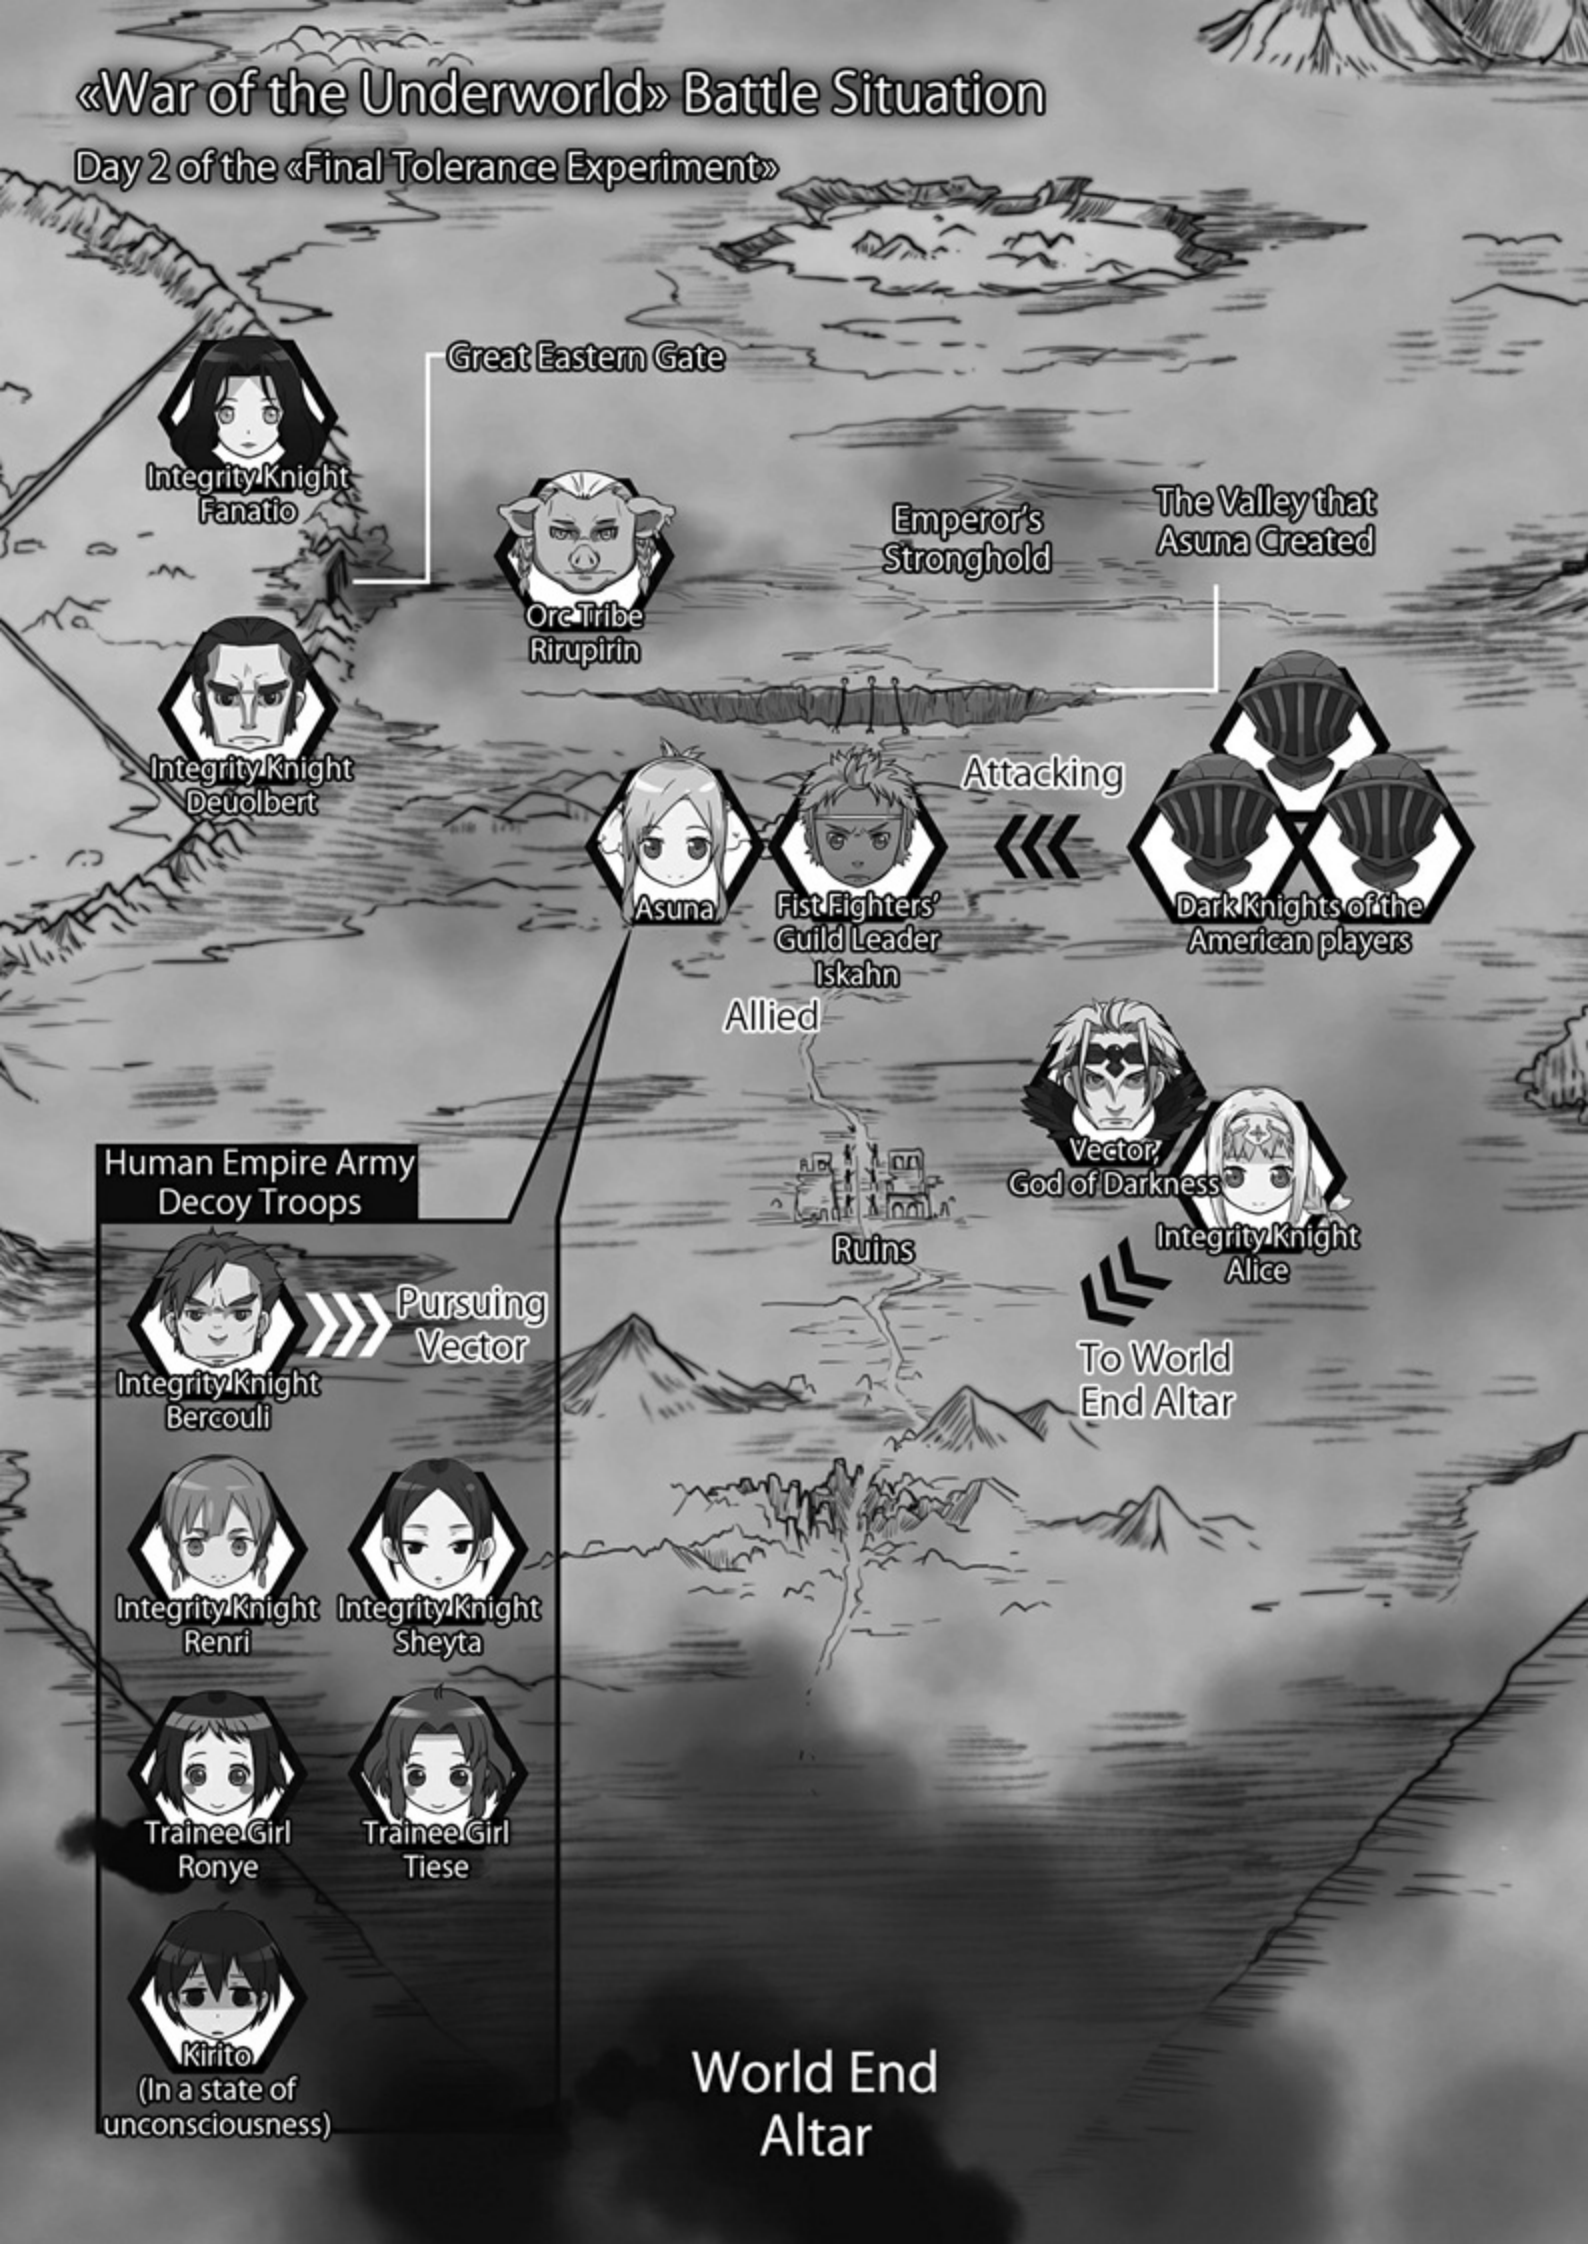 «War of the Underworld» Battle Situation
Day 2 of the «Final Tolerance Experiment»
Great Eastern Gate
Integrity Knight
Fanatio
Orc Tribe
Rirupirin
Emperor's
Stronghold
The Valley that
Asuna Created
Integrity Knight
Deuolbert
Asuna
Fist Fighters'
Guild Leader
Iskahn
Attacking
Dark Knights of the
American players
Allied
Vector,
God of Darkness
Integrity Knight
Alice
Ruins
To World
End Altar
Human Empire Army
Decoy Troops
Integrity Knight
Bercouli
Pursuing
Vector
Integrity Knight
Renri
Integrity Knight
Sheyta
Trainee Girl
Ronye
Trainee Girl
Tiese
Kirito
(In a state of
unconsciousness)
World End
Altar